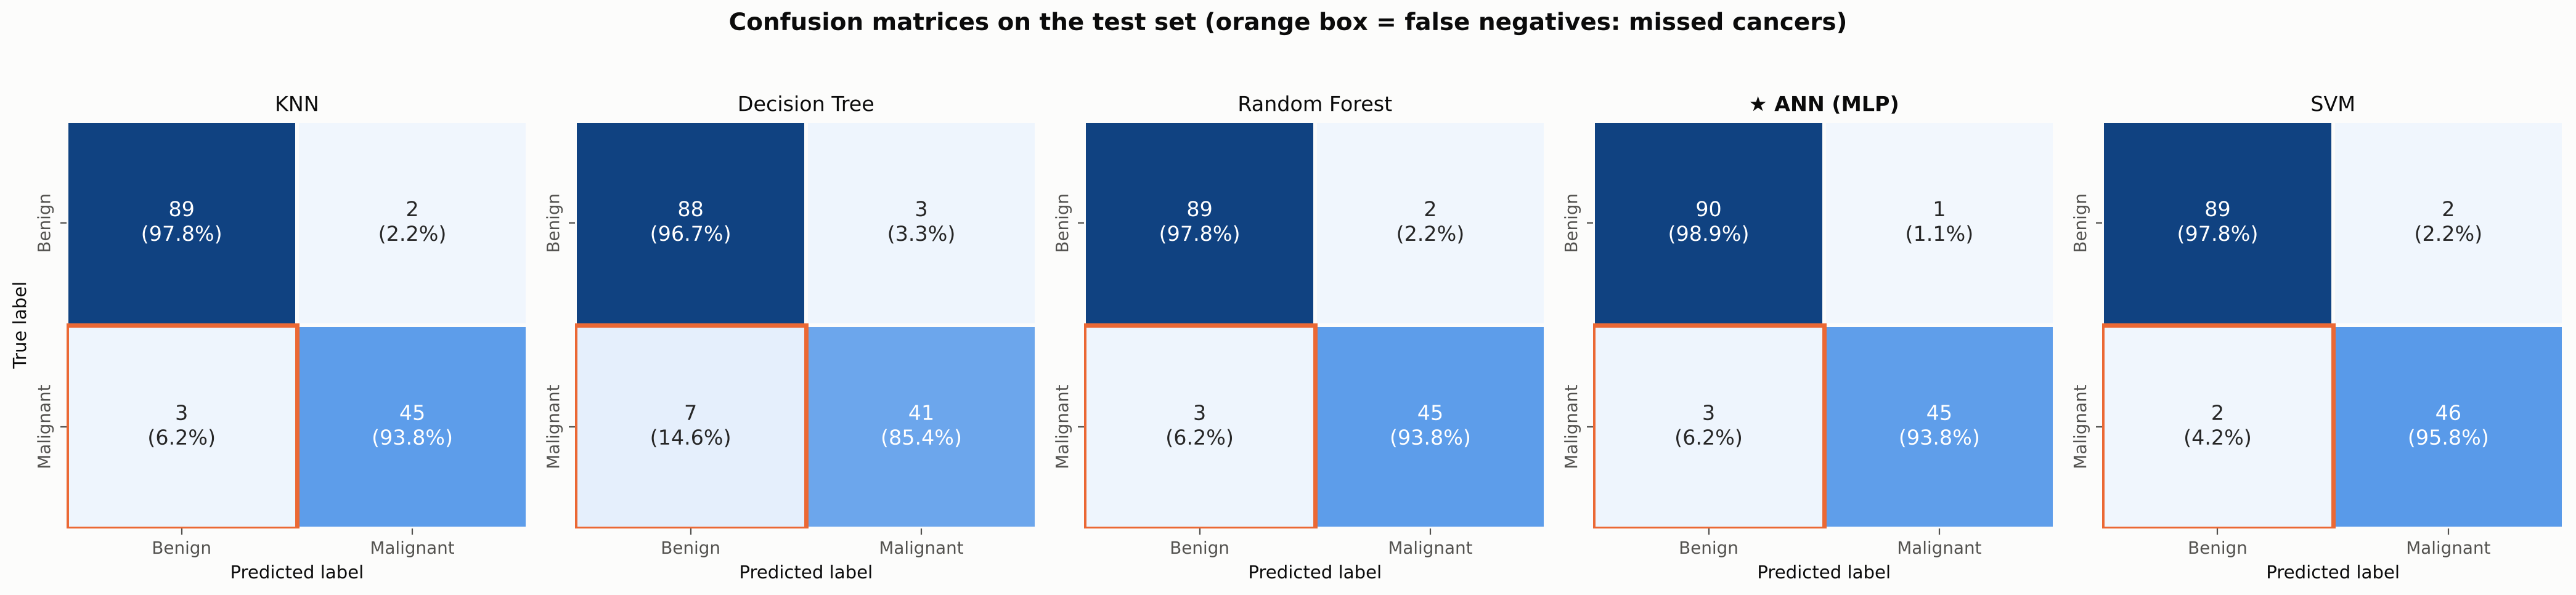 Confusion matrices on the test set (orange box = false negatives: missed cancers)
KNN
True label
Benign
Malignant
89
(97.8%)
2
(2.2%)
3
(6.2%)
45
(93.8%)
Benign
Malignant
Predicted label
Decision Tree
Benign
Malignant
88
(96.7%)
3
(3.3%)
7
(14.6%)
41
(85.4%)
Benign
Malignant
Predicted label
Random Forest
Benign
Malignant
89
(97.8%)
2
(2.2%)
3
(6.2%)
45
(93.8%)
Benign
Malignant
Predicted label
★ ANN (MLP)
Benign
Malignant
90
(98.9%)
1
(1.1%)
3
(6.2%)
45
(93.8%)
Benign
Malignant
Predicted label
SVM
Benign
Malignant
89
(97.8%)
2
(2.2%)
2
(4.2%)
46
(95.8%)
Benign
Malignant
Predicted label